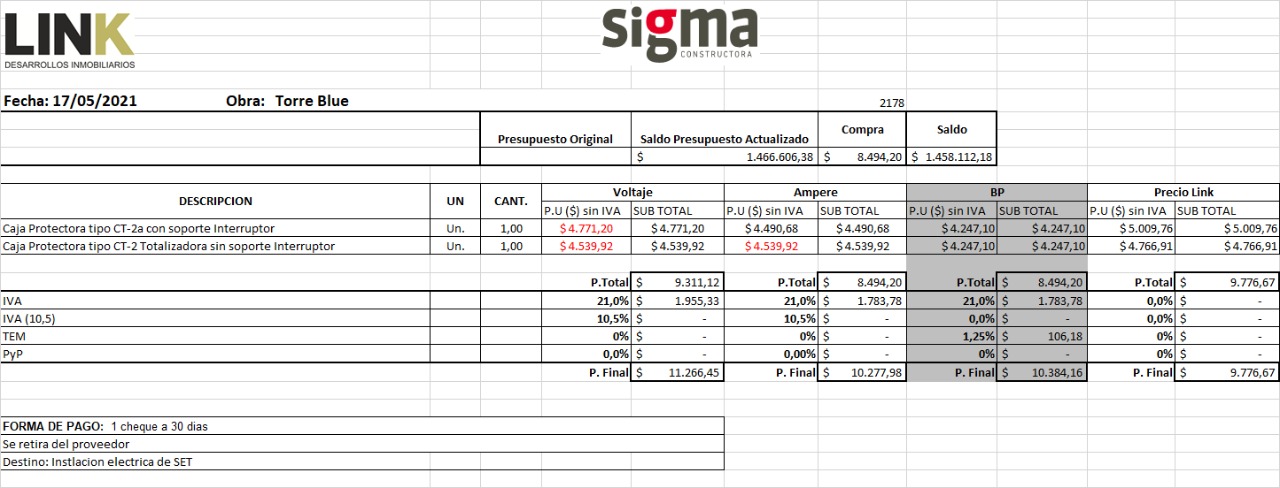 LINK
DESARROLLOS INMOBILIARIOS
sigma
CONSTRUCTORA
Fecha: 17/05/2021 Obra: Torre Blue 2178
Presupuesto Original Saldo Presupuesto Actualizado Compra Saldo
$ 1.466.606,38 $ 8.494,20 $ 1.458.112,18
DESCRIPCION UN CANT. Voltaje Ampere BP Precio Link
P.U ($) sin IVA SUB TOTAL P.U ($) sin IVA SUB TOTAL P.U ($) sin IVA SUB TOTAL P.U ($) sin IVA SUB TOTAL
Caja Protectora tipo CT-2a con soporte Interruptor Un. 1,00 $ 4.771,20 $ 4.771,20 $ 4.490,68 $ 4.490,68 $ 4.247,10 $ 4.247,10 $ 5.009,76 $ 5.009,76
Caja Protectora tipo CT-2 Totalizadora sin soporte Interruptor Un. 1,00 $ 4.539,92 $ 4.539,92 $ 4.539,92 $ 4.539,92 $ 4.247,10 $ 4.247,10 $ 4.766,91 $ 4.766,91
P.Total $ 9.311,12 P.Total $ 8.494,20 P.Total $ 8.494,20 P.Total $ 9.776,67
IVA 21,0% $ 1.955,33 21,0% $ 1.783,78 21,0% $ 1.783,78 0,0% $ -
IVA (10,5) 10,5% $ - 10,5% $ - 0,0% $ - 0,0% $ -
TEM 0% $ - 0% $ - 1,25% $ 106,18 0% $ -
PyP 0,0% $ - 0,00% $ - 0% $ - 0% $ -
P. Final $ 11.266,45 P. Final $ 10.277,98 P. Final $ 10.384,16 P. Final $ 9.776,67
FORMA DE PAGO: 1 cheque a 30 dias
Se retira del proveedor
Destino: Instlacion electrica de SET